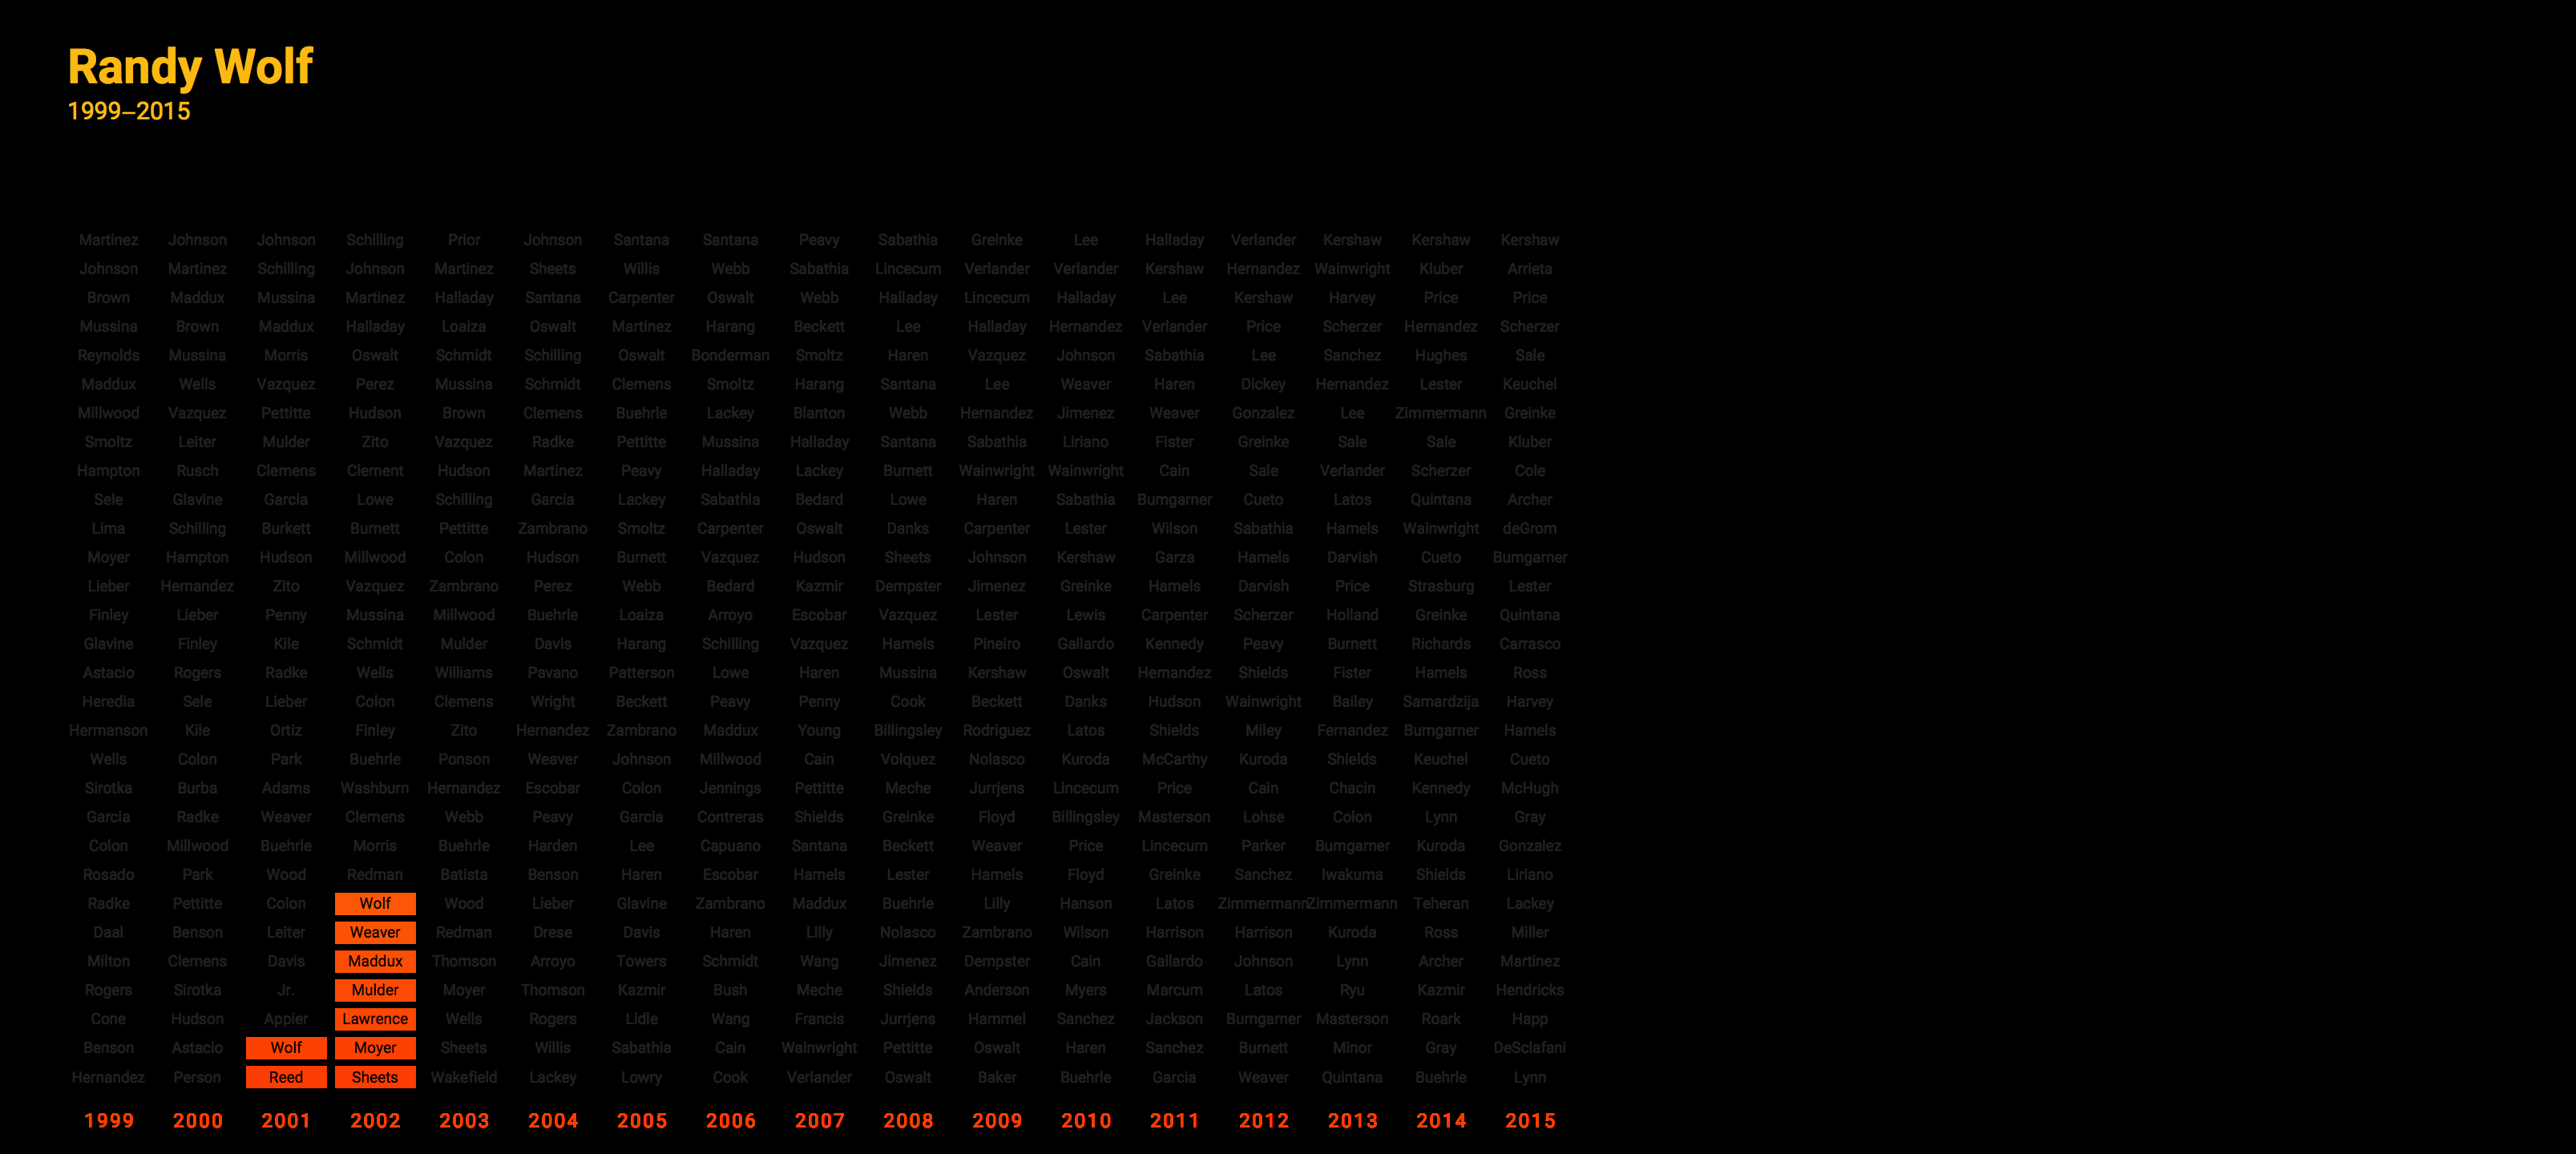 Randy Wolf
1999–2015
Martinez Johnson Johnson Schilling Prior Johnson Santana Santana Peavy Sabathia Greinke Lee Halladay Verlander Kershaw Kershaw Kershaw
Johnson Martinez Schilling Johnson Martinez Sheets Willis Webb Sabathia Lincecum Verlander Verlander Kershaw Hernandez Wainwright Kluber Arrieta
Brown Maddux Mussina Martinez Halladay Santana Carpenter Oswalt Webb Halladay Lincecum Halladay Lee Kershaw Harvey Price Price
Mussina Brown Maddux Halladay Loaiza Oswalt Martinez Harang Beckett Lee Halladay Hernandez Verlander Price Scherzer Hernandez Scherzer
Reynolds Mussina Morris Oswalt Schmidt Schilling Oswalt Bonderman Smoltz Haren Vazquez Johnson Sabathia Lee Sanchez Hughes Sale
Maddux Wells Vazquez Perez Mussina Schmidt Clemens Smoltz Harang Santana Lee Weaver Haren Dickey Hernandez Lester Keuchel
Millwood Vazquez Pettitte Hudson Brown Clemens Buehrle Lackey Blanton Webb Hernandez Jimenez Weaver Gonzalez Lee Zimmermann Greinke
Smoltz Leiter Mulder Zito Vazquez Radke Pettitte Mussina Halladay Santana Sabathia Liriano Fister Greinke Sale Sale Kluber
Hampton Rusch Clemens Clement Hudson Martinez Peavy Halladay Lackey Burnett Wainwright Wainwright Cain Sale Verlander Scherzer Cole
Sele Glavine Garcia Lowe Schilling Garcia Lackey Sabathia Bedard Lowe Haren Sabathia Bumgarner Cueto Latos Quintana Archer
Lima Schilling Burkett Burnett Pettitte Zambrano Smoltz Carpenter Oswalt Danks Carpenter Lester Wilson Sabathia Hamels Wainwright deGrom
Moyer Hampton Hudson Millwood Colon Hudson Burnett Vazquez Hudson Sheets Johnson Kershaw Garza Hamels Darvish Cueto Bumgarner
Lieber Hernandez Zito Vazquez Zambrano Perez Webb Bedard Kazmir Dempster Jimenez Greinke Hamels Darvish Price Strasburg Lester
Finley Lieber Penny Mussina Millwood Buehrle Loaiza Arroyo Escobar Vazquez Lester Lewis Carpenter Scherzer Holland Greinke Quintana
Glavine Finley Kile Schmidt Mulder Davis Harang Schilling Vazquez Hamels Pineiro Gallardo Kennedy Peavy Burnett Richards Carrasco
Astacio Rogers Radke Wells Williams Pavano Patterson Lowe Haren Mussina Kershaw Oswalt Hernandez Shields Fister Hamels Ross
Heredia Sele Lieber Colon Clemens Wright Beckett Peavy Penny Cook Beckett Danks Hudson Wainwright Bailey Samardzija Harvey
Hermanson Kile Ortiz Finley Zito Hernandez Zambrano Maddux Young Billingsley Rodriguez Latos Shields Miley Fernandez Bumgarner Hamels
Wells Colon Park Buehrle Ponson Weaver Johnson Millwood Cain Volquez Nolasco Kuroda McCarthy Kuroda Shields Keuchel Cueto
Sirotka Burba Adams Washburn Hernandez Escobar Colon Jennings Pettitte Meche Jurrjens Lincecum Price Cain Chacin Kennedy McHugh
Garcia Radke Weaver Clemens Webb Peavy Garcia Contreras Shields Greinke Floyd Billingsley Masterson Lohse Colon Lynn Gray
Colon Millwood Buehrle Morris Buehrle Harden Lee Capuano Santana Beckett Weaver Price Lincecum Parker Bumgarner Kuroda Gonzalez
Rosado Park Wood Redman Batista Benson Haren Escobar Hamels Lester Hamels Floyd Greinke Sanchez Iwakuma Shields Liriano
Radke Pettitte Colon Wolf Wood Lieber Glavine Zambrano Maddux Buehrle Lilly Hanson Latos Zimmermann Zimmermann Teheran Lackey
Daal Benson Leiter Weaver Redman Drese Davis Haren Lilly Nolasco Zambrano Wilson Harrison Harrison Kuroda Ross Miller
Milton Clemens Davis Maddux Thomson Arroyo Towers Schmidt Wang Jimenez Dempster Cain Gallardo Johnson Lynn Archer Martinez
Rogers Sirotka Jr. Mulder Moyer Thomson Kazmir Bush Meche Shields Anderson Myers Marcum Latos Ryu Kazmir Hendricks
Cone Hudson Appier Lawrence Wells Rogers Lidle Wang Francis Jurrjens Hammel Sanchez Jackson Bumgarner Masterson Roark Happ
Benson Astacio Wolf Moyer Sheets Willis Sabathia Cain Wainwright Pettitte Oswalt Haren Sanchez Burnett Minor Gray DeSclafani
Hernandez Person Reed Sheets Wakefield Lackey Lowry Cook Verlander Oswalt Baker Buehrle Garcia Weaver Quintana Buehrle Lynn
1999 2000 2001 2002 2003 2004 2005 2006 2007 2008 2009 2010 2011 2012 2013 2014 2015